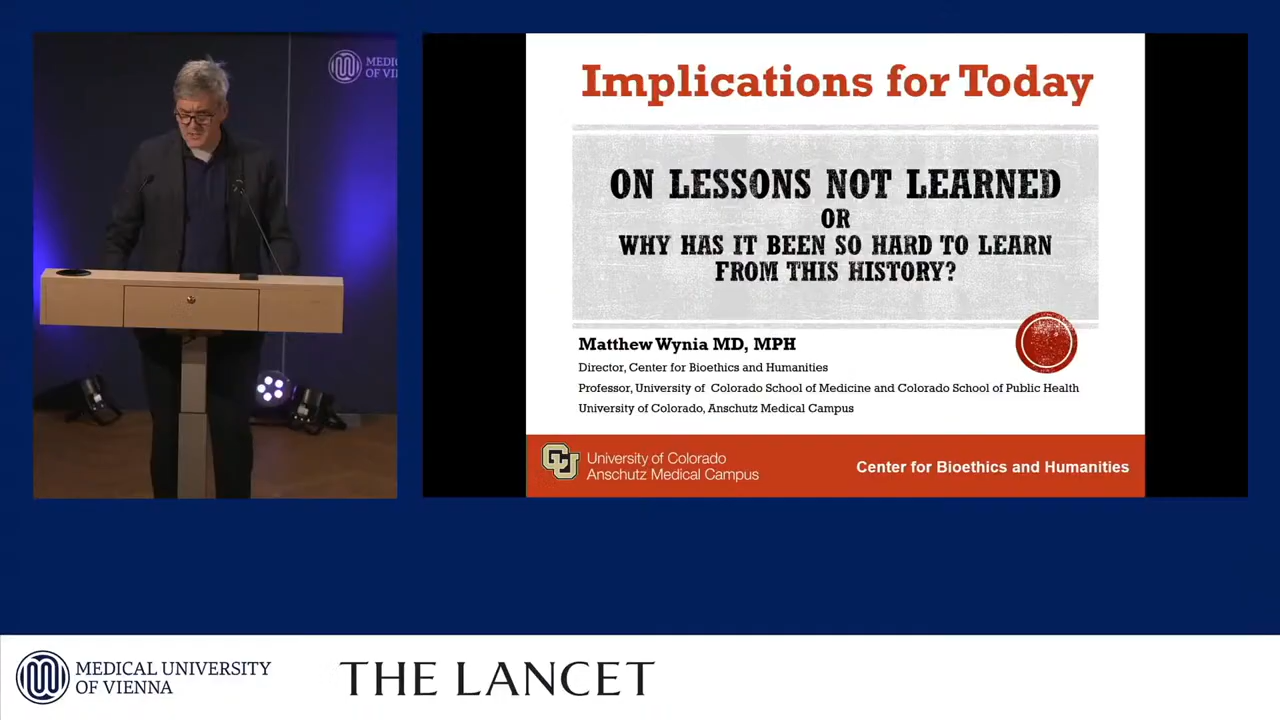 Implications for Today
ON LESSONS NOT LEARNED
OR
WHY HAS IT BEEN SO HARD TO LEARN
FROM THIS HISTORY?
Matthew Wynia MD, MPH
Director, Center for Bioethics and Humanities
Professor, University of Colorado School of Medicine and Colorado School of Public Health
University of Colorado, Anschutz Medical Campus
University of Colorado
Anschutz Medical Campus
Center for Bioethics and Humanities
MEDICAL UNIVERSITY
OF VIENNA
THE LANCET